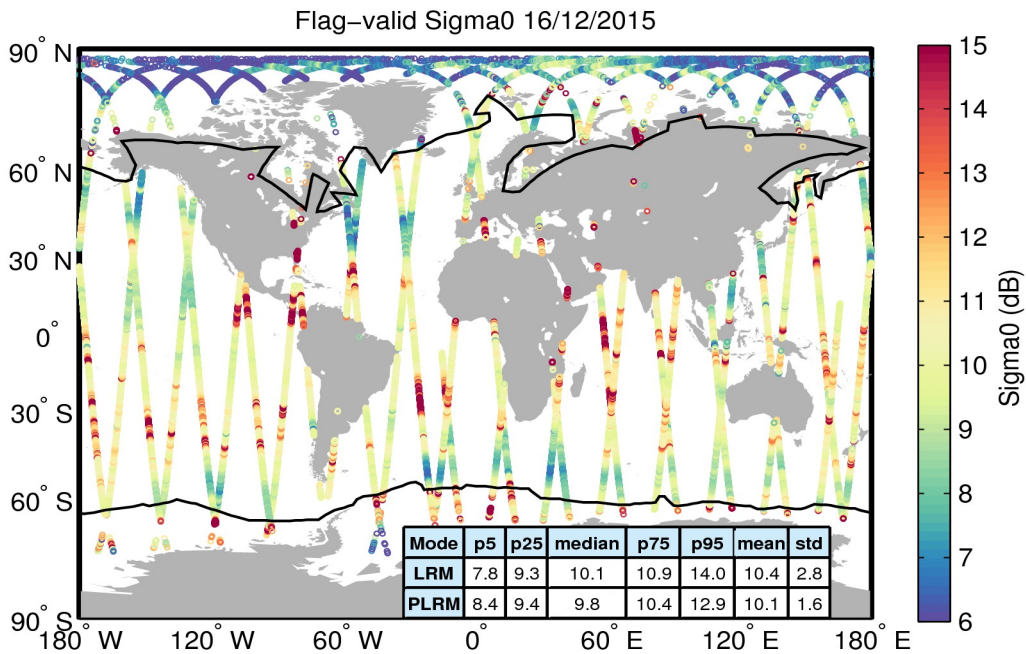 Flag−valid Sigma0 16/12/2015
90° N
60° N
30° N
0°
30° S
60° S
90° S
180° W
120° W
60° W
0°
60° E
120° E
180° E
15
14
13
12
11
10
9
8
7
6
Sigma0 (dB)
Mode p5 p25 median p75 p95 mean std
LRM 7.8 9.3 10.1 10.9 14.0 10.4 2.8
PLRM 8.4 9.4 9.8 10.4 12.9 10.1 1.6